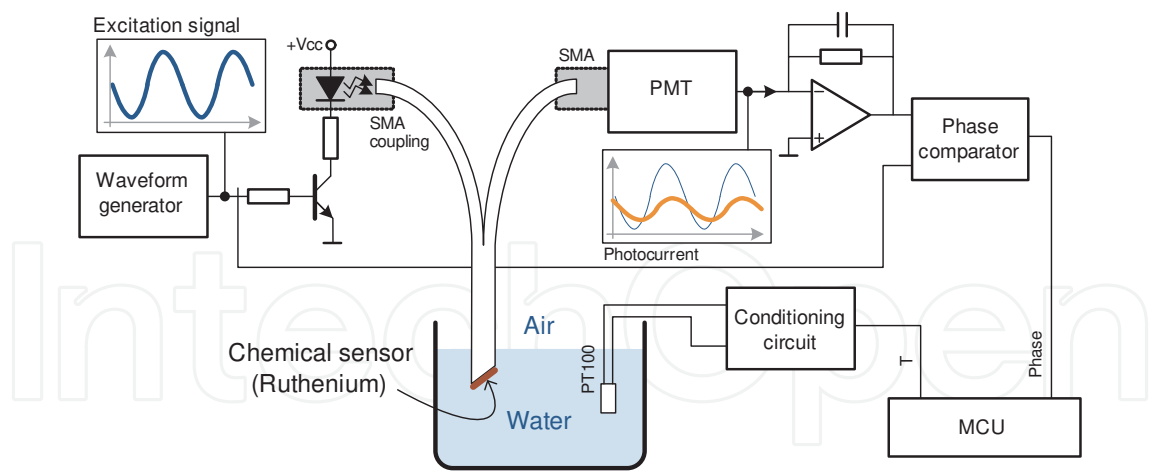 Excitation signal
+Vcc
SMA
coupling
SMA
PMT
−
+
Phase
comparator
Waveform
generator
Photocurrent
Air
Conditioning
circuit
PT100
T
Phase
Chemical sensor
(Ruthenium)
Water
MCU
IntechOpen